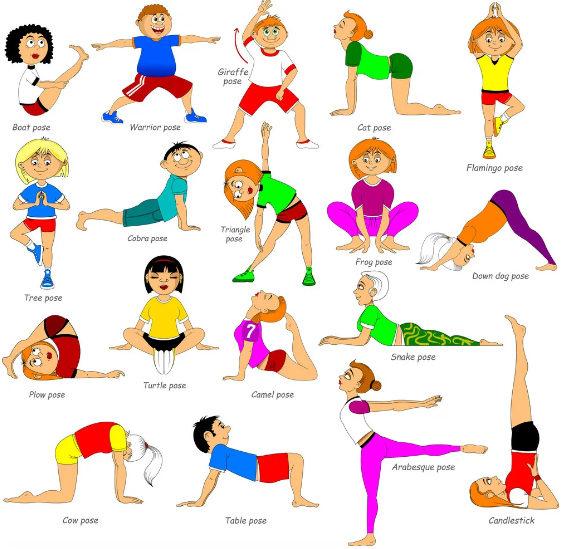 Boat pose
Warrior pose
Giraffe
pose
Cat pose
Flamingo pose
Tree pose
Cobra pose
Triangle
pose
Frog pose
Down dog pose
Plow pose
Turtle pose
7
Camel pose
Snake pose
Arabesque pose
Cow pose
Table pose
Candlestick